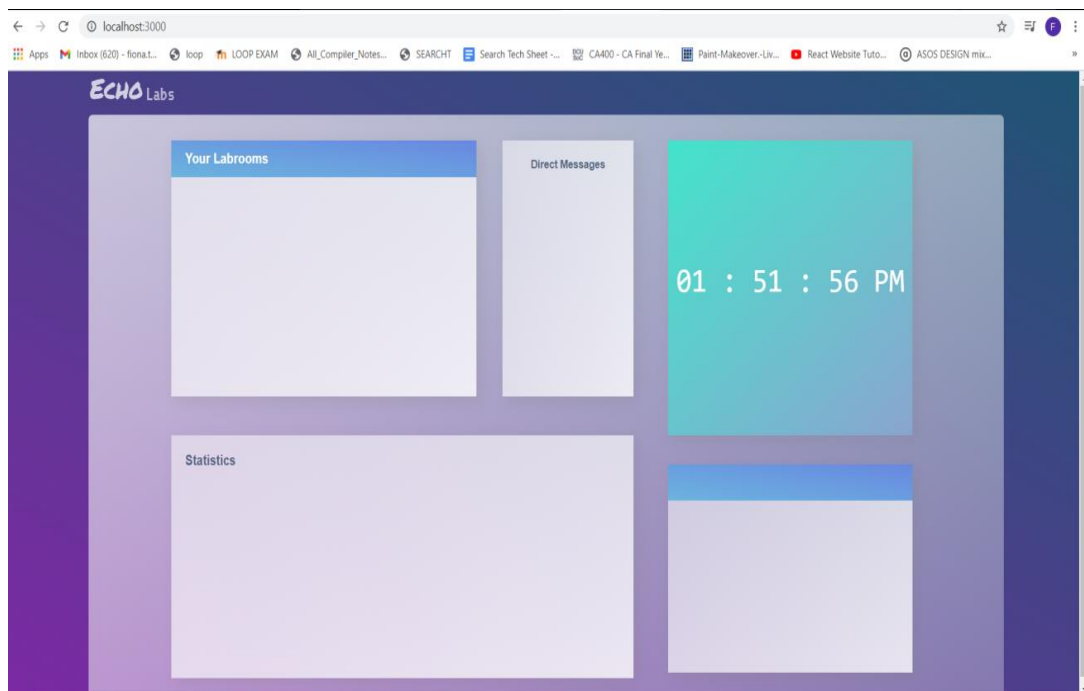 localhost:3000
F
Apps
Inbox (620) - fiona.t...
loop
LOOP EXAM
All_Compiler_Notes...
SEARCHT
Search Tech Sheet -...
CA400 - CA Final Ye...
Paint-Makeover.-Liv...
React Website Tuto...
ASOS DESIGN mix...
»
ECHO Labs
Your Labrooms
Direct Messages
01 : 51 : 56 PM
Statistics